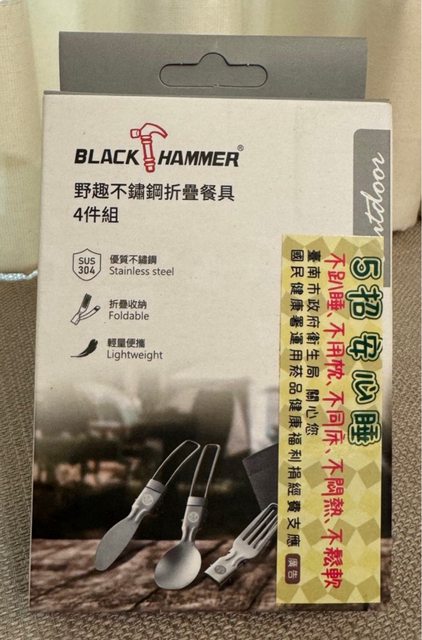 BLACK HAMMER®
野趣不鏽鋼折疊餐具
4件組
SUS
304
優質不鏽鋼
Stainless steel
折疊收納
Foldable
輕量便攜
Lightweight
utdoor
5招安心睡
不趴睡、不用枕、不同床、不悶熱、不鬆軟
臺南市政府衛生局 關心您
國民健康署運用菸品健康福利捐經費支應
廣告